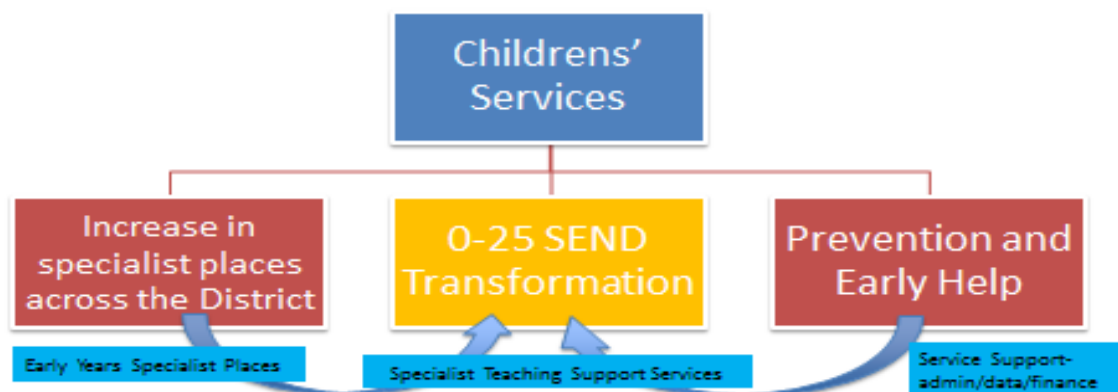 Childrens'
Services
Increase in
specialist places
across the District
0-25 SEND
Transformation
Prevention and
Early Help
Early Years Specialist Places
Specialist Teaching Support Services
Service Support-
admin/data/finance